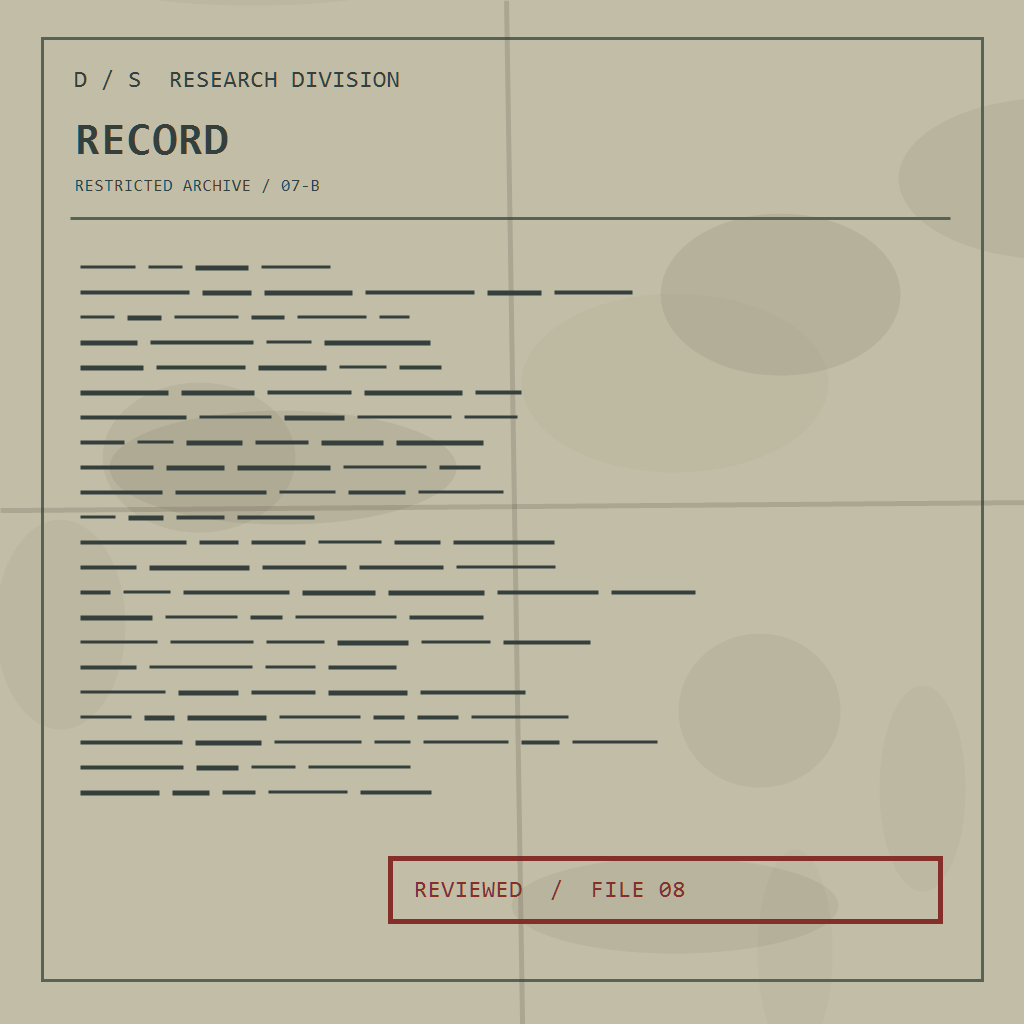 D / S  RESEARCH DIVISION
RECORD
RESTRICTED ARCHIVE / 07-B
REVIEWED  /  FILE 08